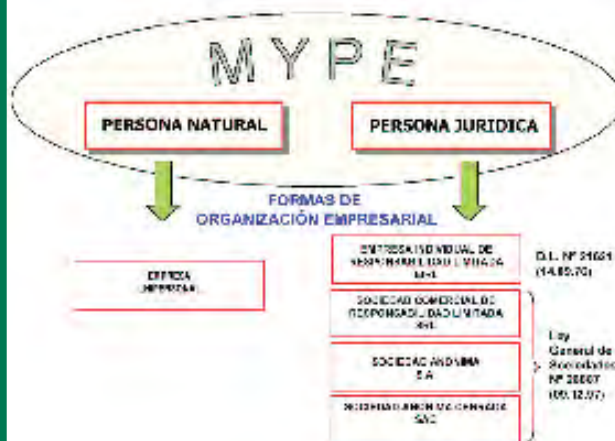 MYPE
PERSONA NATURAL
PERSONA JURIDICA
FORMAS DE
ORGANIZACIÓN EMPRESARIAL
EMPRESA
UNIPERSONAL
EMPRESA INDIVIDUAL DE
RESPONSABILIDAD LIMITADA
EIRL
D.L. Nº 21621
(14.09.76)
SOCIEDAD COMERCIAL DE
RESPONSABILIDAD LIMITADA
SRL
SOCIEDAD ANONIMA
S.A
SOCIEDAD ANONIMA CERRADA
SAC
Ley
General de
Sociedades
Nº 26887
(09.12.97)